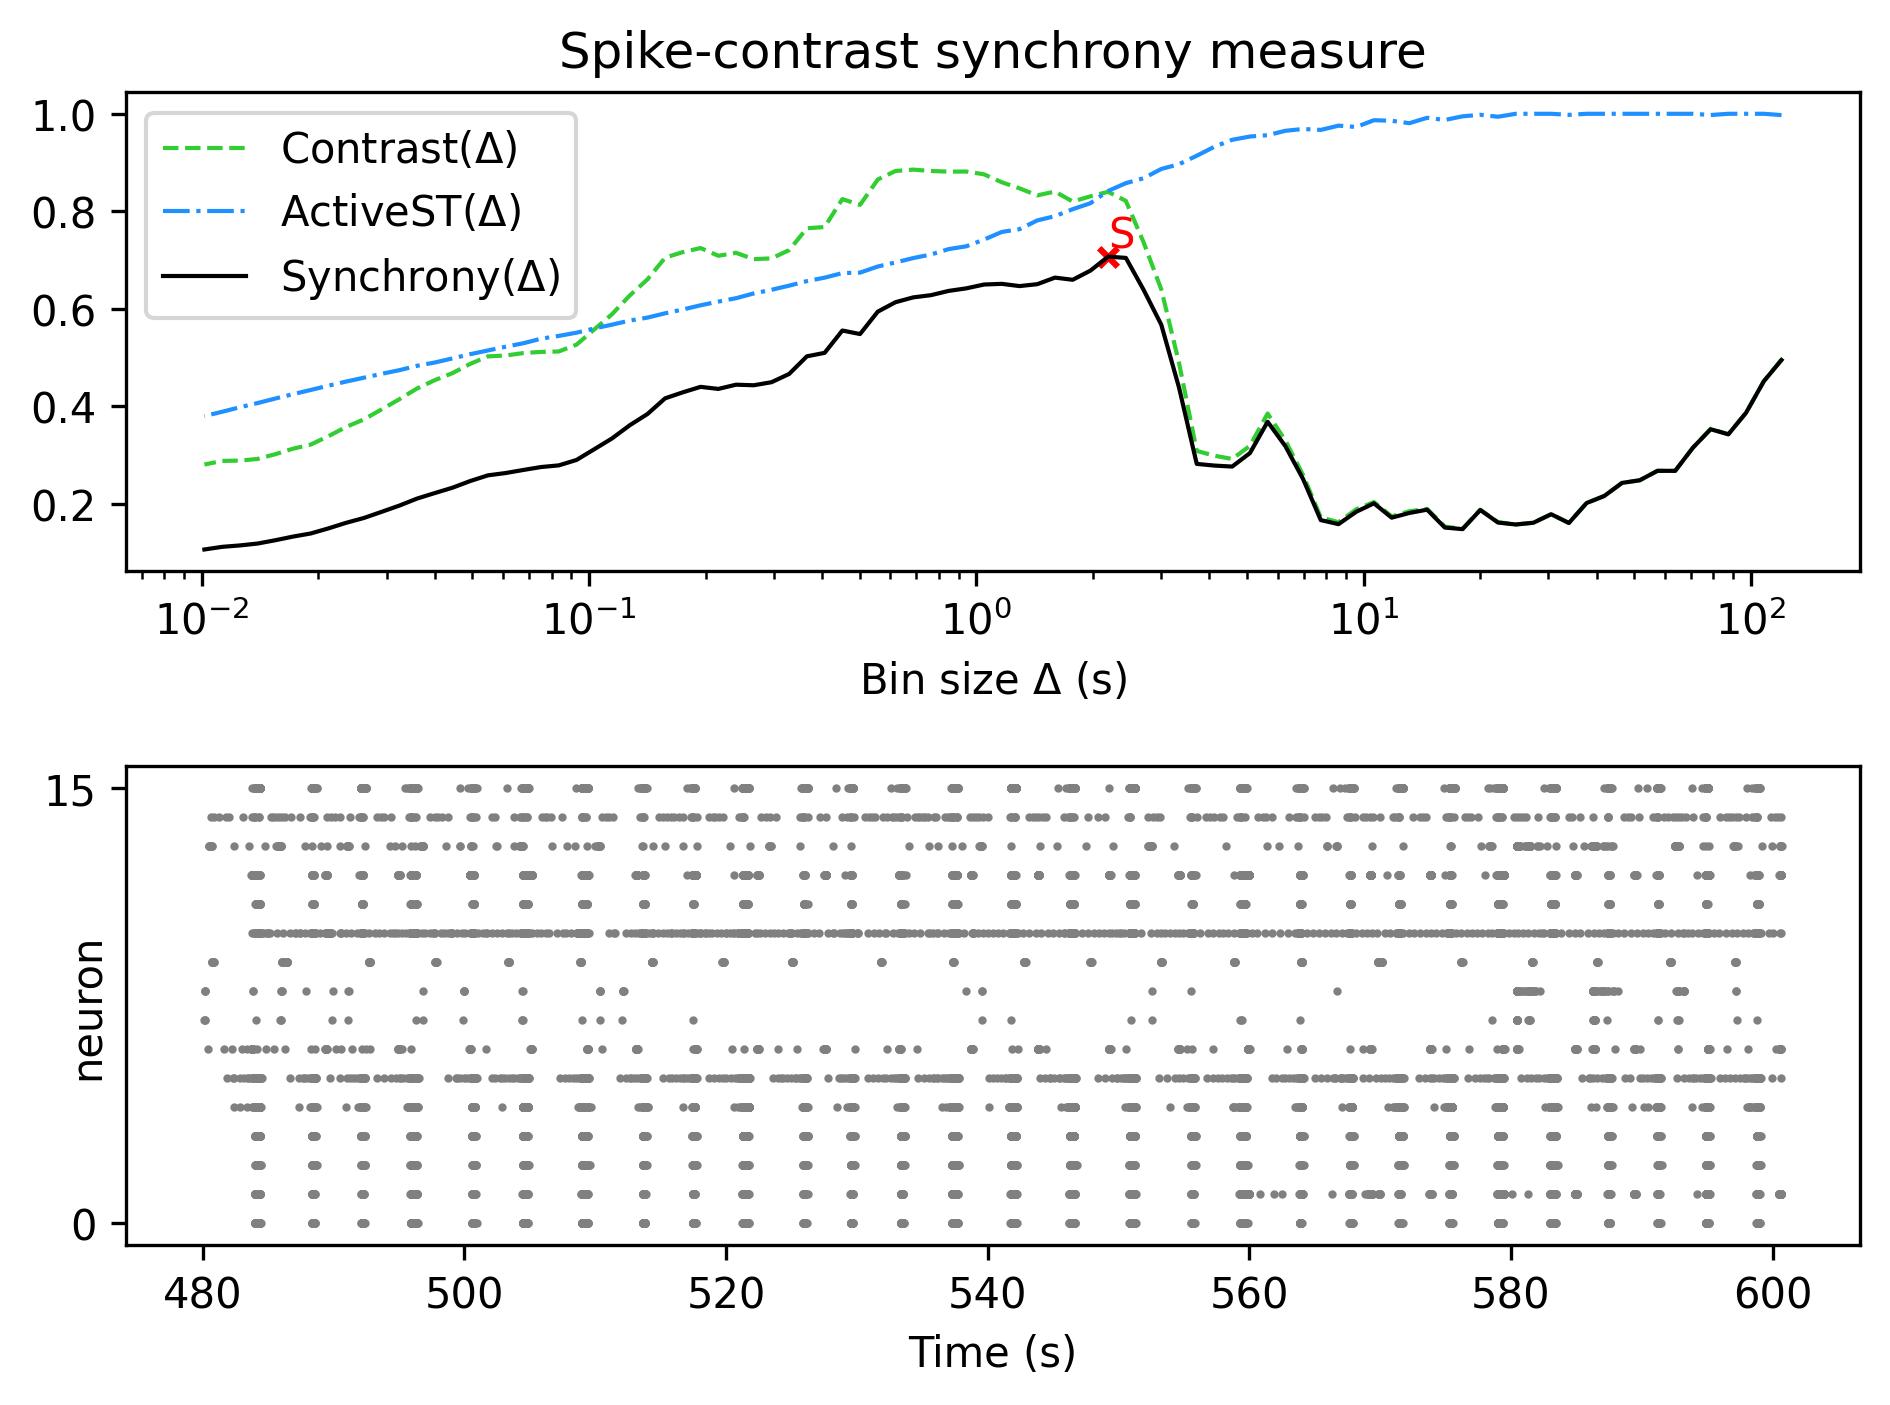 Spike-contrast synchrony measure
1.0
0.8
0.6
0.4
0.2
Contrast(Δ)
ActiveST(Δ)
Synchrony(Δ)
S
10⁻² 10⁻¹ 10⁰ 10¹ 10²
Bin size Δ (s)
15
0
neuron
480 500 520 540 560 580 600
Time (s)